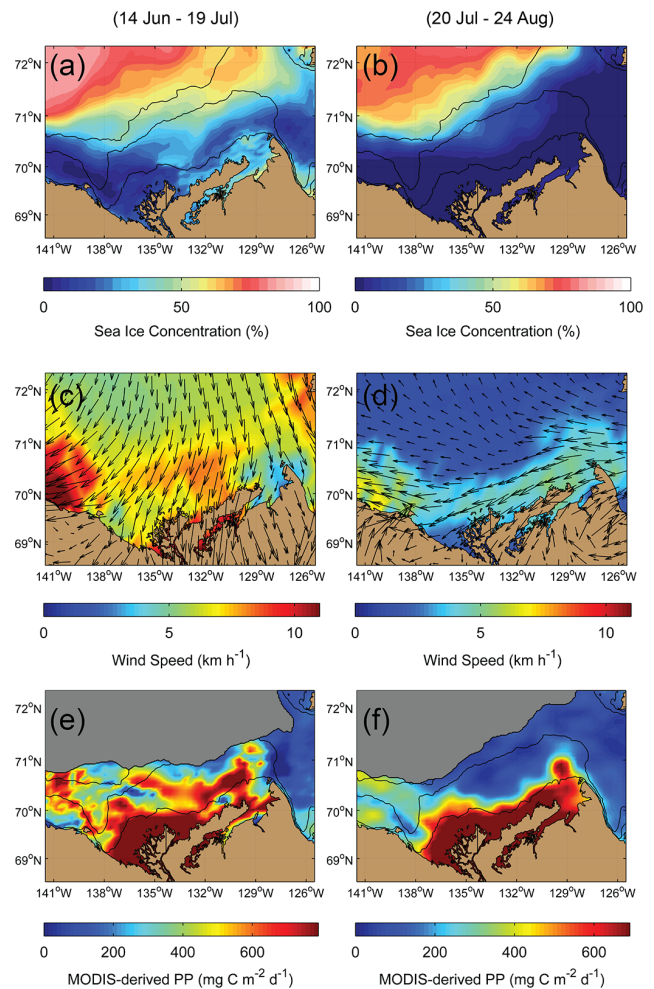 (14 Jun - 19 Jul) (20 Jul - 24 Aug)
(a) (b)
72°N 72°N
71°N 71°N
70°N 70°N
69°N 69°N
141°W 138°W 135°W 132°W 129°W 126°W 141°W 138°W 135°W 132°W 129°W 126°W
0 50 100 0 50 100
Sea Ice Concentration (%) Sea Ice Concentration (%)
(c) (d)
72°N 72°N
71°N 71°N
70°N 70°N
69°N 69°N
141°W 138°W 135°W 132°W 129°W 126°W 141°W 138°W 135°W 132°W 129°W 126°W
0 5 10 0 5 10
Wind Speed (km h⁻¹) Wind Speed (km h⁻¹)
(e) (f)
72°N 72°N
71°N 71°N
70°N 70°N
69°N 69°N
141°W 138°W 135°W 132°W 129°W 126°W 141°W 138°W 135°W 132°W 129°W 126°W
0 200 400 600 0 200 400 600
MODIS-derived PP (mg C m⁻² d⁻¹) MODIS-derived PP (mg C m⁻² d⁻¹)